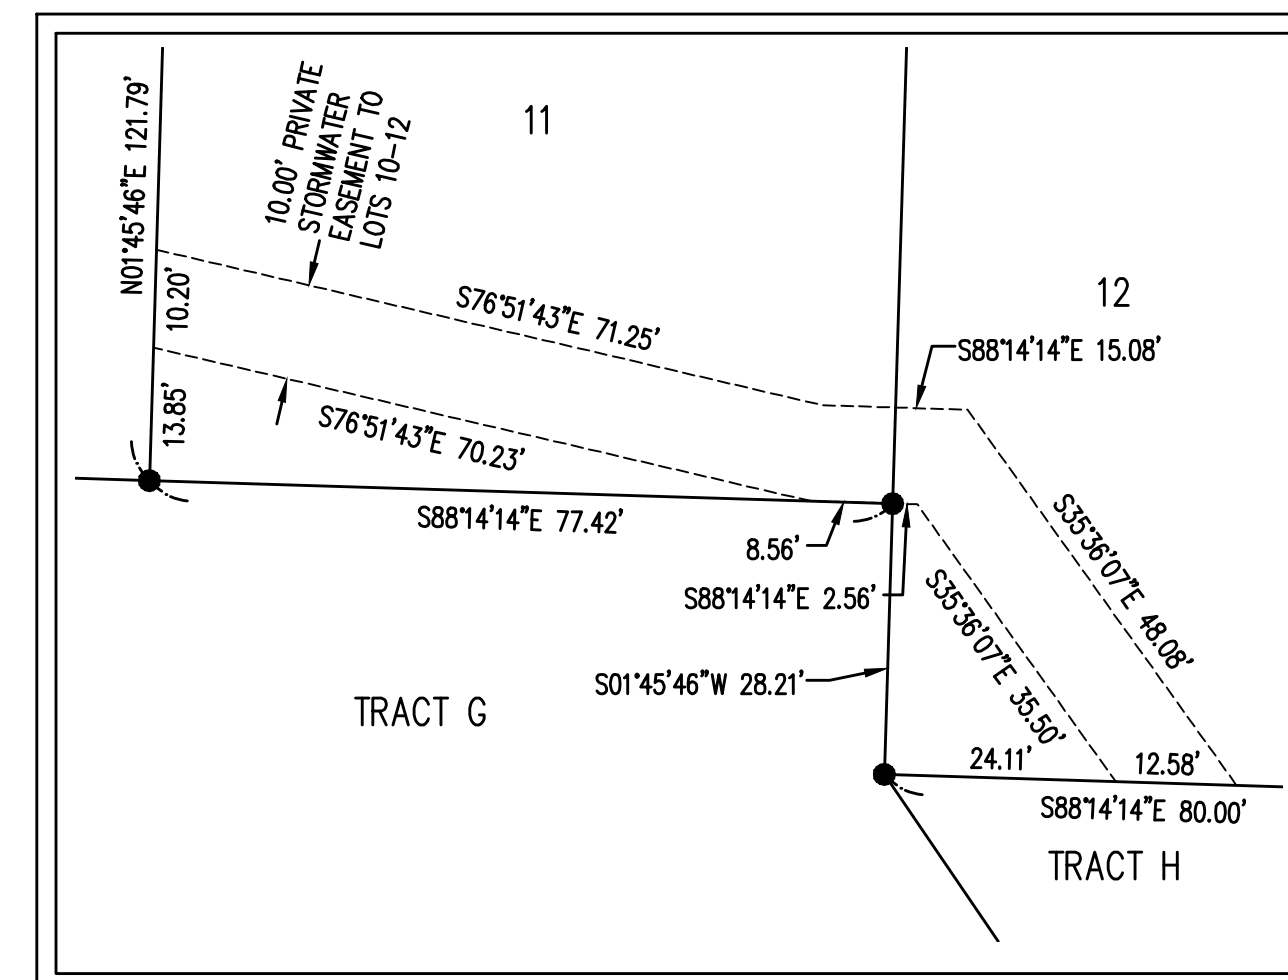 N01°45'46"E 121.79'
10.00' PRIVATE
STORMWATER
EASEMENT TO
LOTS 10-12
11
12
10.20'
S76°51'43"E 71.25'
S88°14'14"E 15.08'
13.85'
S76°51'43"E 70.23'
S88°14'14"E 77.42'
8.56'
S88°14'14"E 2.56'
S35°36'07"E 48.08'
S35°36'07"E 35.50'
S01°45'46"W 28.21'
TRACT G
24.11'
12.58'
S88°14'14"E 80.00'
TRACT H